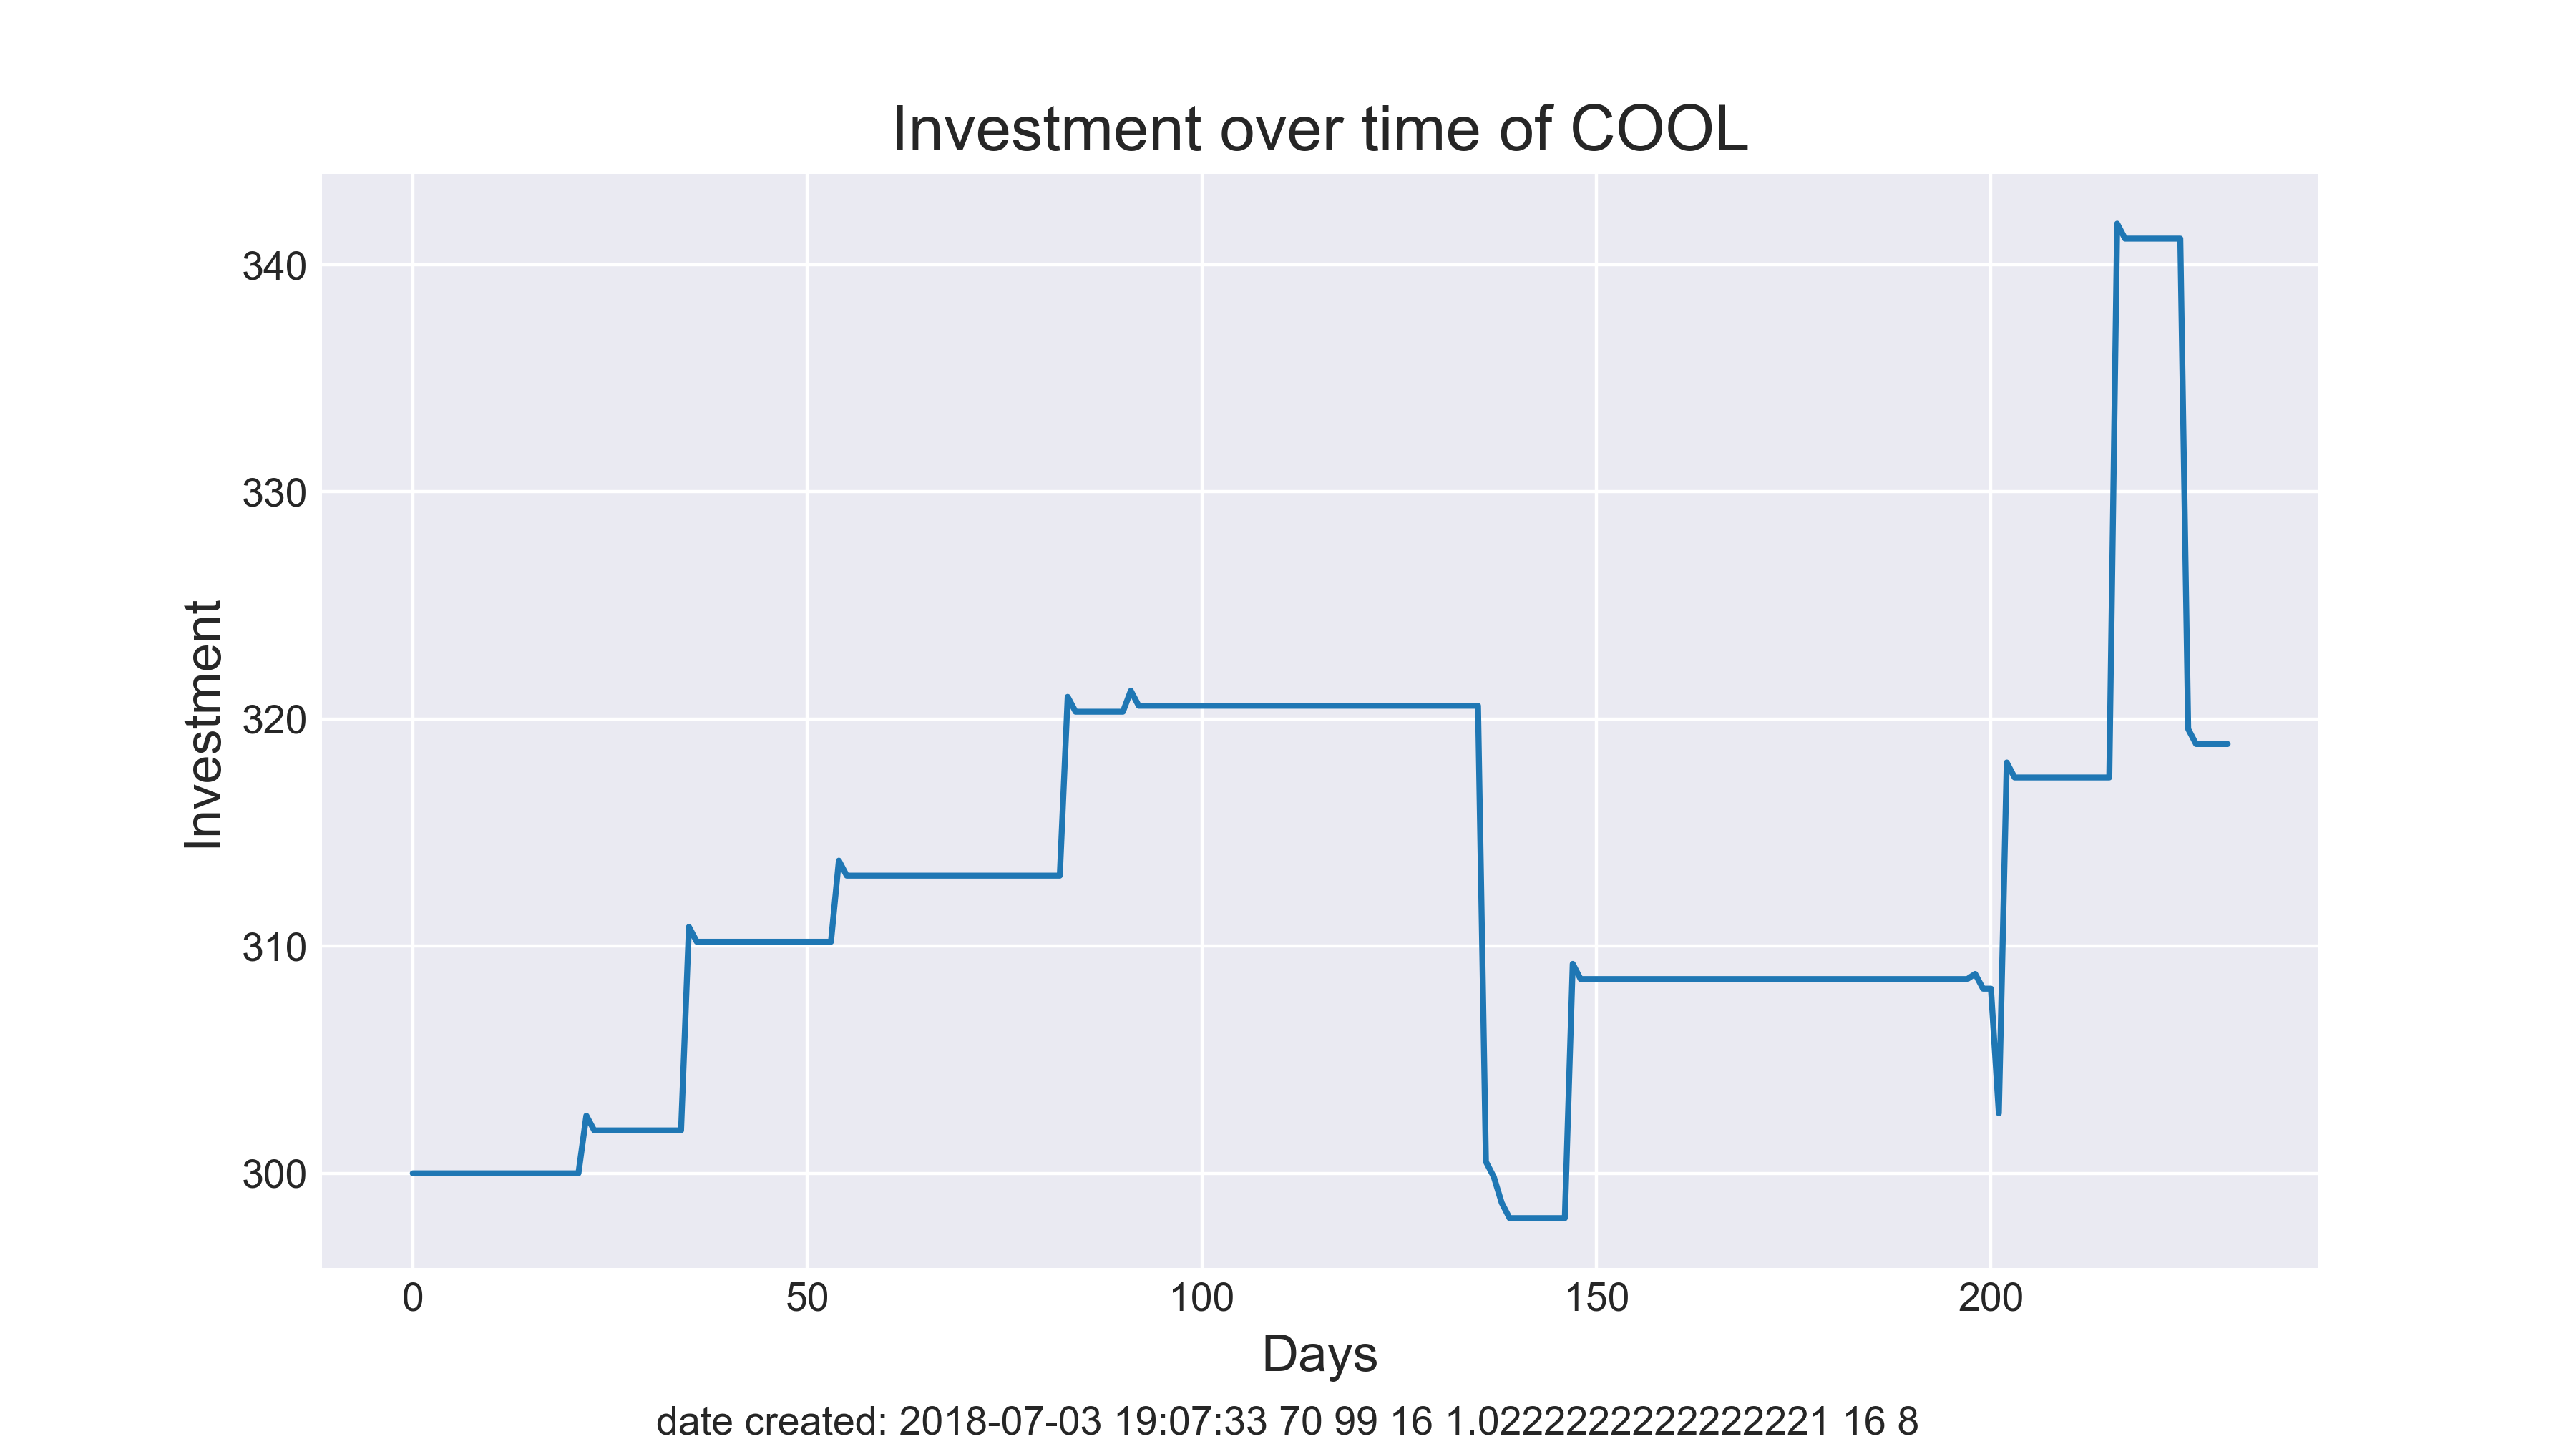 Investment over time of COOL
340
330
320
310
300
Investment
0 50 100 150 200
Days
date created: 2018-07-03 19:07:33 70 99 16 1.0222222222222221 16 8